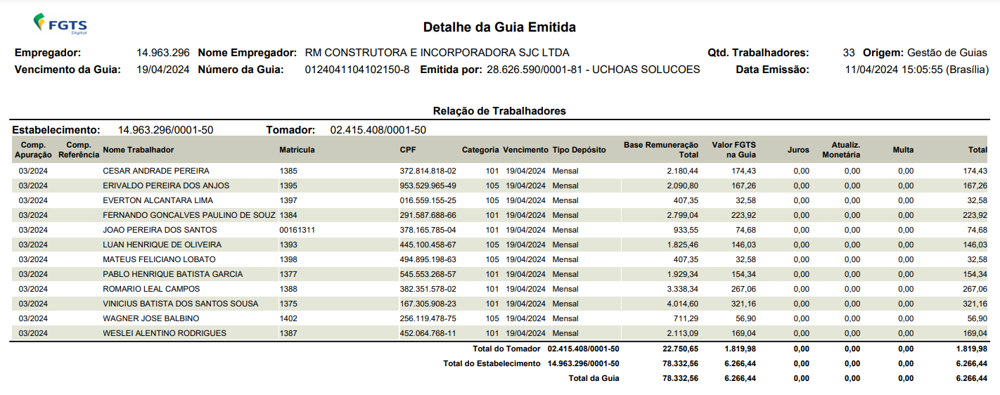 FGTS
Digital
Detalhe da Guia Emitida
Empregador: 14.963.296 Nome Empregador: RM CONSTRUTORA E INCORPORADORA SJC LTDA Qtd. Trabalhadores: 33 Origem: Gestão de Guias
Vencimento da Guia: 19/04/2024 Número da Guia: 0124041104102150-8 Emitida por: 28.626.590/0001-81 - UCHOAS SOLUCOES Data Emissão: 11/04/2024 15:05:55 (Brasília)
Relação de Trabalhadores
Estabelecimento: 14.963.296/0001-50 Tomador: 02.415.408/0001-50
Comp. Apuração Comp. Referência Nome Trabalhador Matrícula CPF Categoria Vencimento Tipo Depósito Base Remuneração Total Valor FGTS na Guia Juros Atualiz. Monetária Multa Total
03/2024 CESAR ANDRADE PEREIRA 1385 372.814.818-02 101 19/04/2024 Mensal 2.180,44 174,43 0,00 0,00 0,00 174,43
03/2024 ERIVALDO PEREIRA DOS ANJOS 1395 953.529.965-49 105 19/04/2024 Mensal 2.090,80 167,26 0,00 0,00 0,00 167,26
03/2024 EVERTON ALCANTARA LIMA 1397 016.559.155-25 105 19/04/2024 Mensal 407,35 32,58 0,00 0,00 0,00 32,58
03/2024 FERNANDO GONCALVES PAULINO DE SOUZ 1384 291.587.688-66 101 19/04/2024 Mensal 2.799,04 223,92 0,00 0,00 0,00 223,92
03/2024 JOAO PEREIRA DOS SANTOS 00161311 378.165.785-04 101 19/04/2024 Mensal 933,55 74,68 0,00 0,00 0,00 74,68
03/2024 LUAN HENRIQUE DE OLIVEIRA 1393 445.100.458-67 105 19/04/2024 Mensal 1.825,46 146,03 0,00 0,00 0,00 146,03
03/2024 MATEUS FELICIANO LOBATO 1398 494.895.198-63 105 19/04/2024 Mensal 407,35 32,58 0,00 0,00 0,00 32,58
03/2024 PABLO HENRIQUE BATISTA GARCIA 1377 545.553.268-57 101 19/04/2024 Mensal 1.929,34 154,34 0,00 0,00 0,00 154,34
03/2024 ROMARIO LEAL CAMPOS 1388 382.351.578-02 101 19/04/2024 Mensal 3.338,34 267,06 0,00 0,00 0,00 267,06
03/2024 VINICIUS BATISTA DOS SANTOS SOUSA 1375 167.305.908-23 101 19/04/2024 Mensal 4.014,60 321,16 0,00 0,00 0,00 321,16
03/2024 WAGNER JOSE BALBINO 1402 256.119.478-75 105 19/04/2024 Mensal 711,29 56,90 0,00 0,00 0,00 56,90
03/2024 WESLEI ALENTINO RODRIGUES 1387 452.064.768-11 101 19/04/2024 Mensal 2.113,09 169,04 0,00 0,00 0,00 169,04
Total do Tomador 02.415.408/0001-50 22.750,65 1.819,98 0,00 0,00 0,00 1.819,98
Total do Estabelecimento 14.963.296/0001-50 78.332,56 6.266,44 0,00 0,00 0,00 6.266,44
Total da Guia 78.332,56 6.266,44 0,00 0,00 0,00 6.266,44